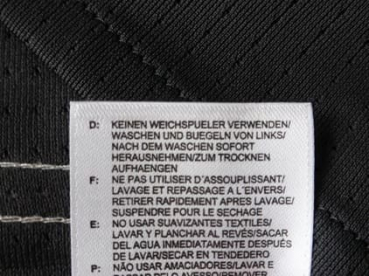 D: KEINEN WEICHSPUELER VERWENDEN/
WASCHEN UND BUEGELN VON LINKS/
NACH DEM WASCHEN SOFORT
HERAUSNEHMEN/ZUM TROCKNEN
AUFHAENGEN
F: NE PAS UTILISER D´ASSOUPLISSANT/
LAVAGE ET REPASSAGE A L´ENVERS/
RETIRER RAPIDEMENT APRES LAVAGE/
SUSPENDRE POUR LE SECHAGE
E: NO USAR SUAVIZANTES TEXTILES/
LAVAR Y PLANCHAR AL REVÉS/SACAR
DEL AGUA INMEDIATAMENTE DESPUÉS
DE LAVAR/SECAR EN TENDEDERO
P: NÃO USAR AMACIADORES/LAVAR E